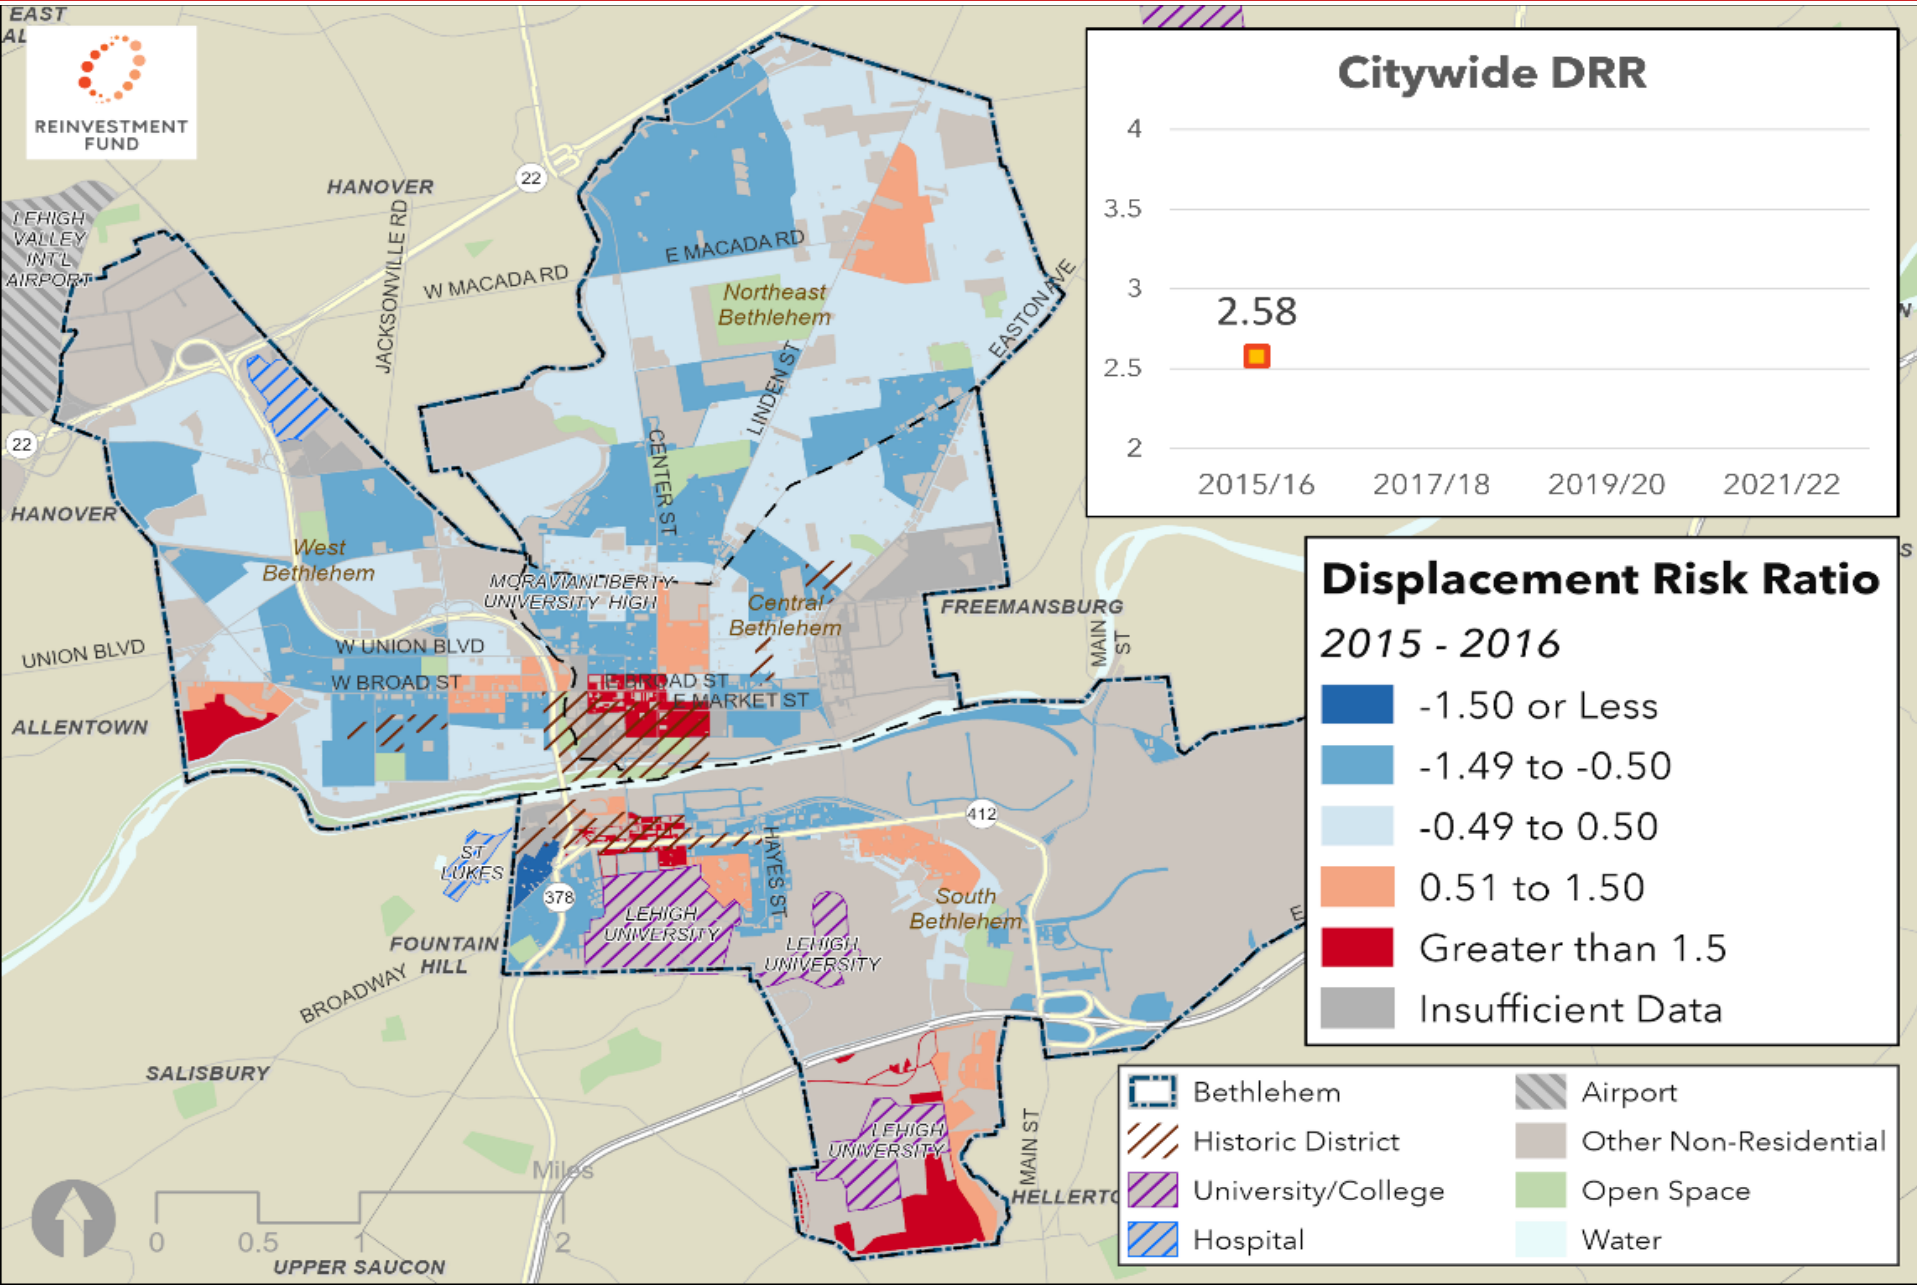 EAST
AL
REINVESTMENT
FUND
HANOVER
22
LEHIGH
VALLEY
INT'L
AIRPORT
JACKSONVILLE RD
W MACADA RD
E MACADA RD
Northeast
Bethlehem
EASTON AVE
LINDEN ST
CENTER ST
22
HANOVER
West
Bethlehem
MORAVIAN
UNIVERSITY
LIBERTY
HIGH
Central
Bethlehem
FREEMANSBURG
MAIN
ST
UNION BLVD
W UNION BLVD
W BROAD ST
E BROAD ST
E MARKET ST
ALLENTOWN
412
ST
LUKES
HAYES ST
378
LEHIGH
UNIVERSITY
South
Bethlehem
LEHIGH
UNIVERSITY
FOUNTAIN
HILL
BROADWAY
E
SALISBURY
LEHIGH
UNIVERSITY
MAIN ST
HELLERTO
Miles
0 0.5 1 2
UPPER SAUCON
Citywide DRR
4
3.5
3
2.5
2
2.58
2015/16 2017/18 2019/20 2021/22
Displacement Risk Ratio
2015 - 2016
-1.50 or Less
-1.49 to -0.50
-0.49 to 0.50
0.51 to 1.50
Greater than 1.5
Insufficient Data
Bethlehem
Historic District
University/College
Hospital
Airport
Other Non-Residential
Open Space
Water